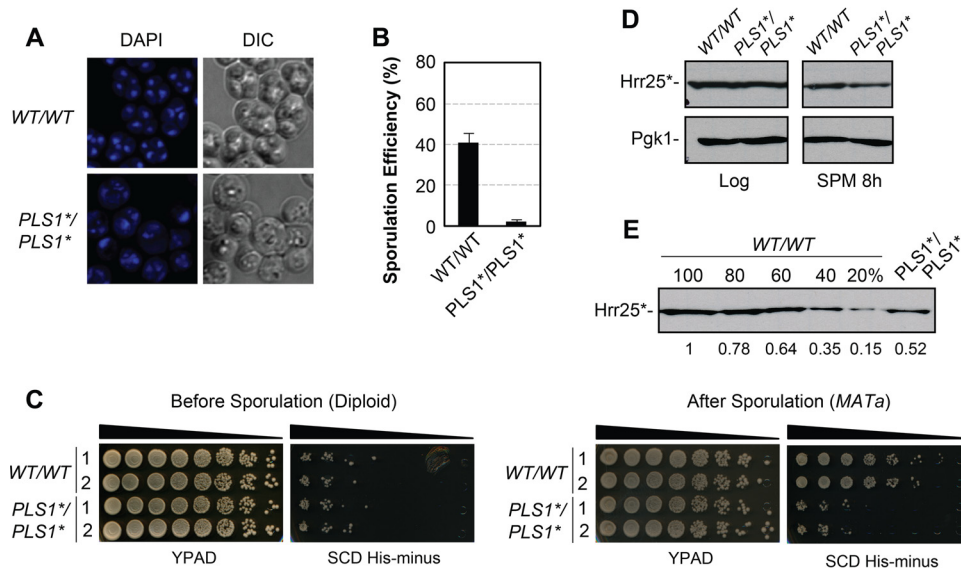 A
DAPI
DIC
WT/WT
PLS1*/
PLS1*
B
Sporulation Efficiency (%)
80
60
40
20
0
WT/WT
PLS1*/PLS1*
D
WT/WT
PLS1*/
PLS1*
WT/WT
PLS1*/
PLS1*
Hrr25*-
Pgk1-
Log
SPM 8h
E
WT/WT
PLS1*/
PLS1*
100 80 60 40 20%
Hrr25*-
1 0.78 0.64 0.35 0.15 0.52
C
Before Sporulation (Diploid)
WT/WT
1
2
PLS1*/
PLS1*
1
2
YPAD
SCD His-minus
After Sporulation (MATa)
WT/WT
1
2
PLS1*/
PLS1*
1
2
YPAD
SCD His-minus